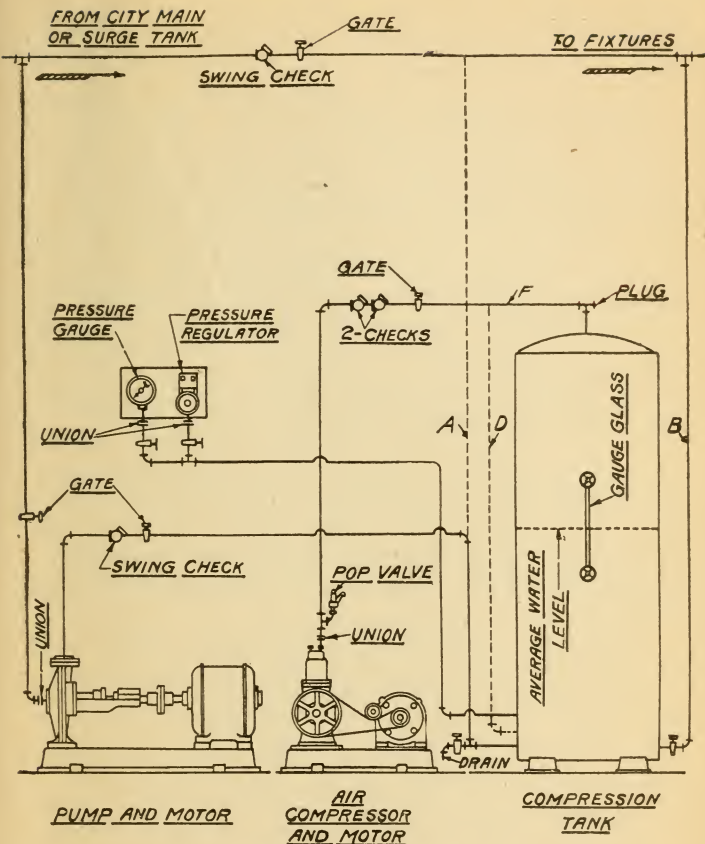 FROM CITY MAIN
OR SURGE TANK
GATE
TO FIXTURES
SWING CHECK
GATE
F
PLUG
2-CHECKS
PRESSURE
GAUGE
PRESSURE
REGULATOR
UNION
A
D
GAUGE GLASS
B
GATE
SWING CHECK
POP VALVE
UNION
UNION
AVERAGE WATER
LEVEL
DRAIN
PUMP AND MOTOR
AIR
COMPRESSOR
AND MOTOR
COMPRESSION
TANK